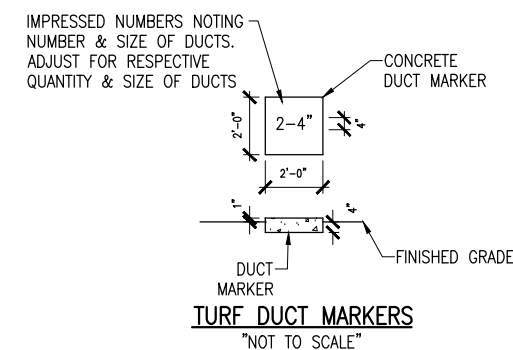 IMPRESSED NUMBERS NOTING
NUMBER & SIZE OF DUCTS.
ADJUST FOR RESPECTIVE
QUANTITY & SIZE OF DUCTS
CONCRETE
DUCT MARKER
2'-0"
2-4"
4"
2'-0"
1"
4"
FINISHED GRADE
DUCT
MARKER
TURF DUCT MARKERS
"NOT TO SCALE"